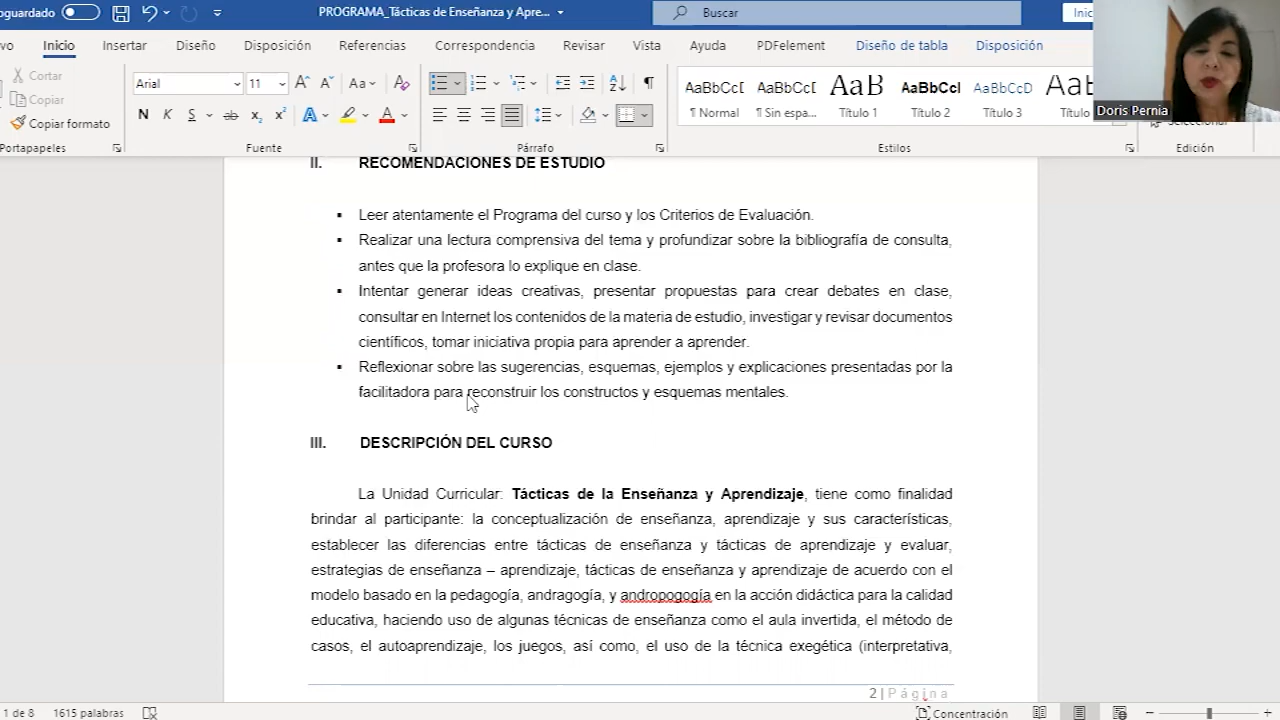 oguardado
PROGRAMA_Tácticas de Enseñanza y Apre...
Buscar
Inic
vo Inicio Insertar Diseño Disposición Referencias Correspondencia Revisar Vista Ayuda PDFelement Diseño de tabla Disposición
Cortar
Copiar
Copiar formato
Portapapeles
Arial 11
Fuente
Párrafo
AaBbCcD AaBbCcD AaB AaBbCcI AaBbCcD
¶ Normal ¶ Sin espa... Título 1 Título 2 Título 3 Título
Estilos
Doris Pernia
Edición
II. RECOMENDACIONES DE ESTUDIO
▪ Leer atentamente el Programa del curso y los Criterios de Evaluación.
▪ Realizar una lectura comprensiva del tema y profundizar sobre la bibliografía de consulta,
antes que la profesora lo explique en clase.
▪ Intentar generar ideas creativas, presentar propuestas para crear debates en clase,
consultar en Internet los contenidos de la materia de estudio, investigar y revisar documentos
científicos, tomar iniciativa propia para aprender a aprender.
▪ Reflexionar sobre las sugerencias, esquemas, ejemplos y explicaciones presentadas por la
facilitadora para reconstruir los constructos y esquemas mentales.
III. DESCRIPCIÓN DEL CURSO
La Unidad Curricular: Tácticas de la Enseñanza y Aprendizaje, tiene como finalidad
brindar al participante: la conceptualización de enseñanza, aprendizaje y sus características,
establecer las diferencias entre tácticas de enseñanza y tácticas de aprendizaje y evaluar,
estrategias de enseñanza – aprendizaje, tácticas de enseñanza y aprendizaje de acuerdo con el
modelo basado en la pedagogía, andragogía, y andropogogía en la acción didáctica para la calidad
educativa, haciendo uso de algunas técnicas de enseñanza como el aula invertida, el método de
casos, el autoaprendizaje, los juegos, así como, el uso de la técnica exegética (interpretativa,
2 | Página
1 de 8 1615 palabras
Concentración